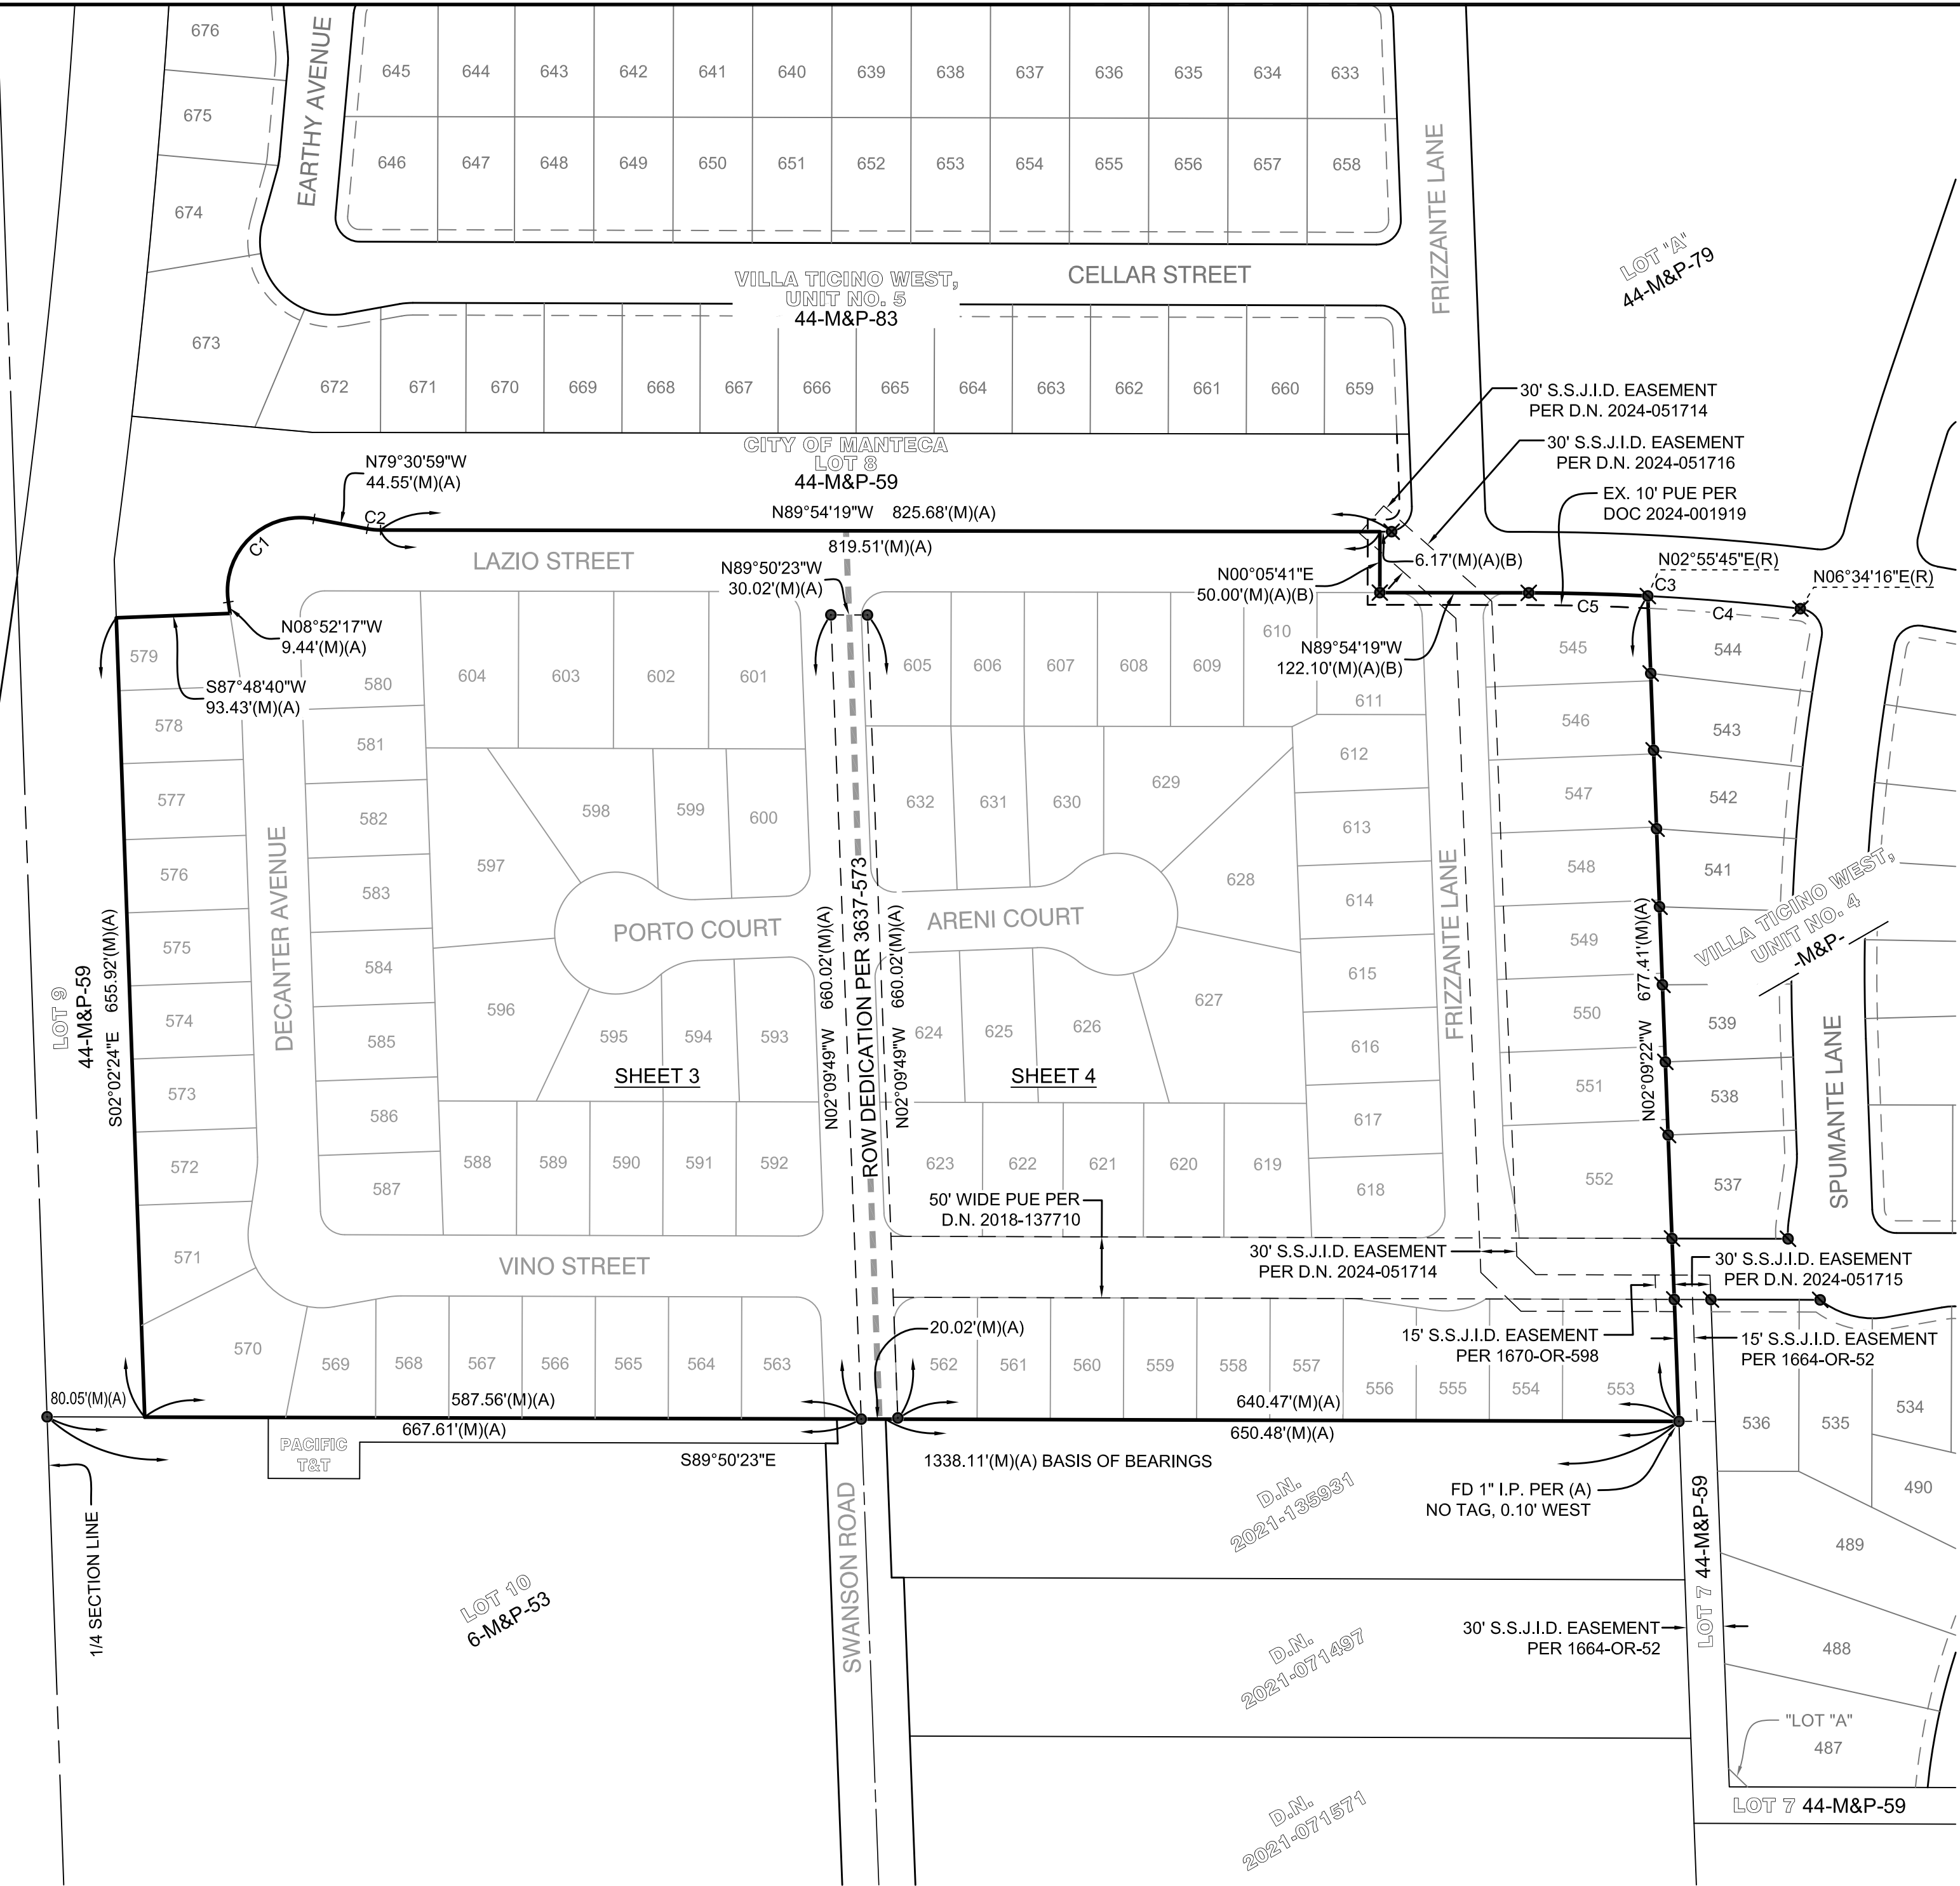 676
675
674
673
EARTHY AVENUE
645 644 643 642 641 640 639 638 637 636 635 634 633
646 647 648 649 650 651 652 653 654 655 656 657 658
FRIZZANTE LANE
LOT "A"
44-M&P-79
CELLAR STREET
VILLA TICINO WEST,
UNIT NO. 5
44-M&P-83
672 671 670 669 668 667 666 665 664 663 662 661 660 659
30' S.S.J.I.D. EASEMENT
PER D.N. 2024-051714
30' S.S.J.I.D. EASEMENT
PER D.N. 2024-051716
EX. 10' PUE PER
DOC 2024-001919
CITY OF MANTECA
LOT 8
44-M&P-59
N79°30'59"W
44.55'(M)(A)
C2
C1
N89°54'19"W 825.68'(M)(A)
819.51'(M)(A)
LAZIO STREET
N89°50'23"W
30.02'(M)(A)
6.17'(M)(A)(B)
N00°05'41"E
50.00'(M)(A)(B)
N02°55'45"E(R)
C3
N06°34'16"E(R)
C5
C4
N08°52'17"W
9.44'(M)(A)
S87°48'40"W
93.43'(M)(A)
N89°54'19"W
122.10'(M)(A)(B)
579
578
577
576
575
574
573
572
571
570
580
581
582
583
584
585
586
587
604 603 602 601
597
598 599 600
596
595 594 593
588 589 590 591 592
605 606 607 608 609 610
611
612
613
614
615
616
617
618
632 631 630 629
628
627
624 625 626
623 622 621 620 619
545
546
547
548
549
550
551
552
544
543
542
541
539
538
537
DECANTER AVENUE
PORTO COURT
ARENI COURT
SHEET 3
SHEET 4
FRIZZANTE LANE
LOT 9
44-M&P-59
S02°02'24"E 655.92'(M)(A)
N02°09'49"W 660.02'(M)(A)
ROW DEDICATION PER 3637-573
N02°09'49"W 660.02'(M)(A)
N02°09'22"W 677.41'(M)(A)
VILLA TICINO WEST,
UNIT NO. 4
-M&P-
SPUMANTE LANE
50' WIDE PUE PER
D.N. 2018-137710
30' S.S.J.I.D. EASEMENT
PER D.N. 2024-051714
30' S.S.J.I.D. EASEMENT
PER D.N. 2024-051715
VINO STREET
15' S.S.J.I.D. EASEMENT
PER 1670-OR-598
15' S.S.J.I.D. EASEMENT
PER 1664-OR-52
20.02'(M)(A)
569 568 567 566 565 564 563
562 561 560 559 558 557 556 555 554 553
536 535 534
490
489
488
487
80.05'(M)(A)
587.56'(M)(A)
667.61'(M)(A)
640.47'(M)(A)
650.48'(M)(A)
PACIFIC
T&T
S89°50'23"E
1338.11'(M)(A) BASIS OF BEARINGS
FD 1" I.P. PER (A)
NO TAG, 0.10' WEST
1/4 SECTION LINE
LOT 10
6-M&P-53
SWANSON ROAD
D.N.
2021-135931
D.N.
2021-071497
D.N.
2021-071571
30' S.S.J.I.D. EASEMENT
PER 1664-OR-52
LOT 7 44-M&P-59
"LOT "A"
LOT 7 44-M&P-59